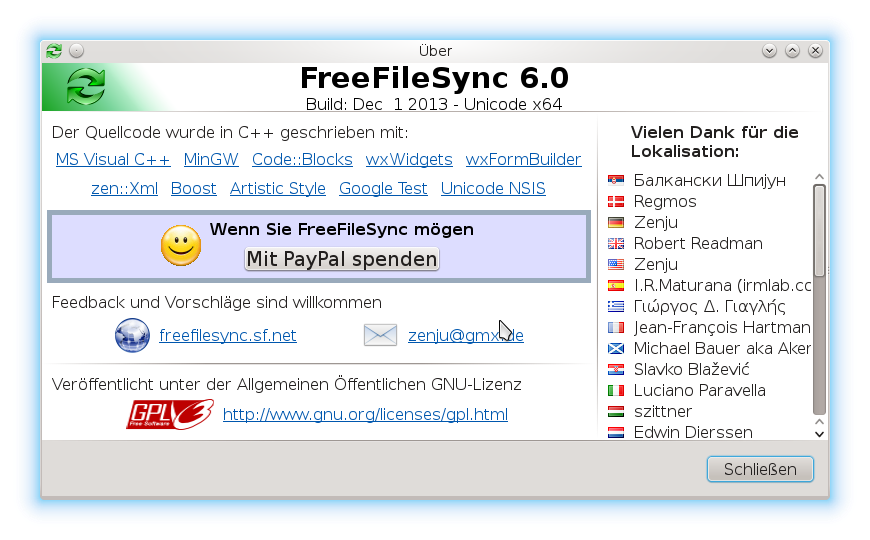 Über
FreeFileSync 6.0
Build: Dec  1 2013 - Unicode x64
Der Quellcode wurde in C++ geschrieben mit:
MS Visual C++ MinGW Code::Blocks wxWidgets wxFormBuilder
zen::Xml Boost Artistic Style Google Test Unicode NSIS
Wenn Sie FreeFileSync mögen
Mit PayPal spenden
Feedback und Vorschläge sind willkommen
freefilesync.sf.net zenju@gmx.de
Veröffentlicht unter der Allgemeinen Öffentlichen GNU-Lizenz
GPLv3
Free Software
http://www.gnu.org/licenses/gpl.html
Vielen Dank für die
Lokalisation:
Балкански Шпијун
Regmos
Zenju
Robert Readman
Zenju
I.R.Maturana (irmlab.cc
Γιώργος Δ. Γιαγλής
Jean-François Hartman
Michael Bauer aka Aker
Slavko Blažević
Luciano Paravella
szittner
Edwin Dierssen
Schließen